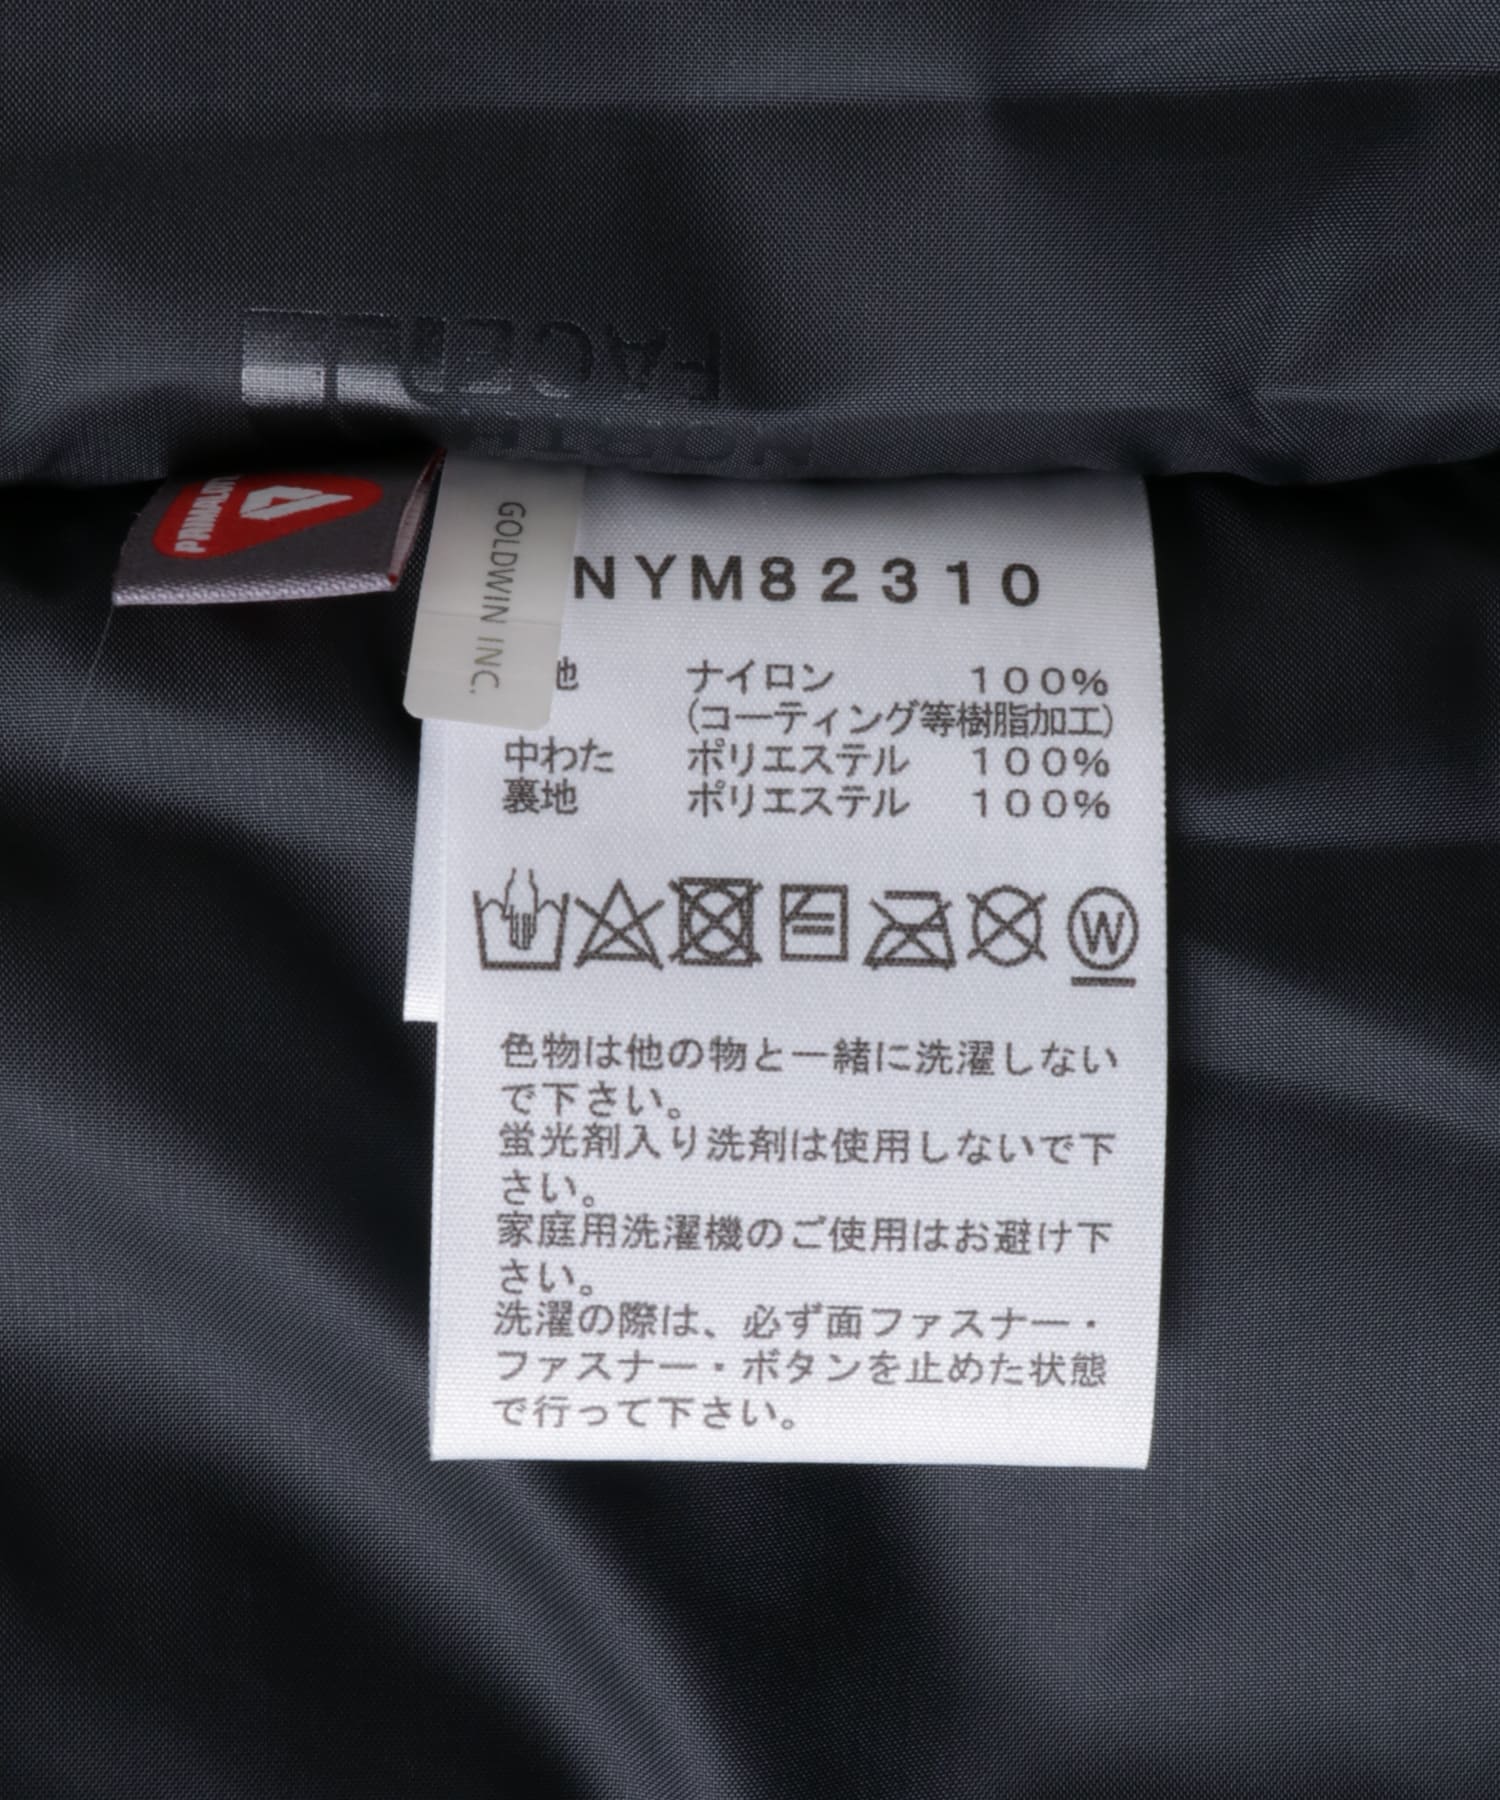 FACE
NORTH
PRIMALOFT
GOLDWIN INC.
NYM82310
地 ナイロン 100%
(コーティング等樹脂加工)
中わた ポリエステル 100%
裏地 ポリエステル 100%
W
色物は他の物と一緒に洗濯しない
で下さい。
蛍光剤入り洗剤は使用しないで下
さい。
家庭用洗濯機のご使用はお避け下
さい。
洗濯の際は、必ず面ファスナー・
ファスナー・ボタンを止めた状態
で行って下さい。